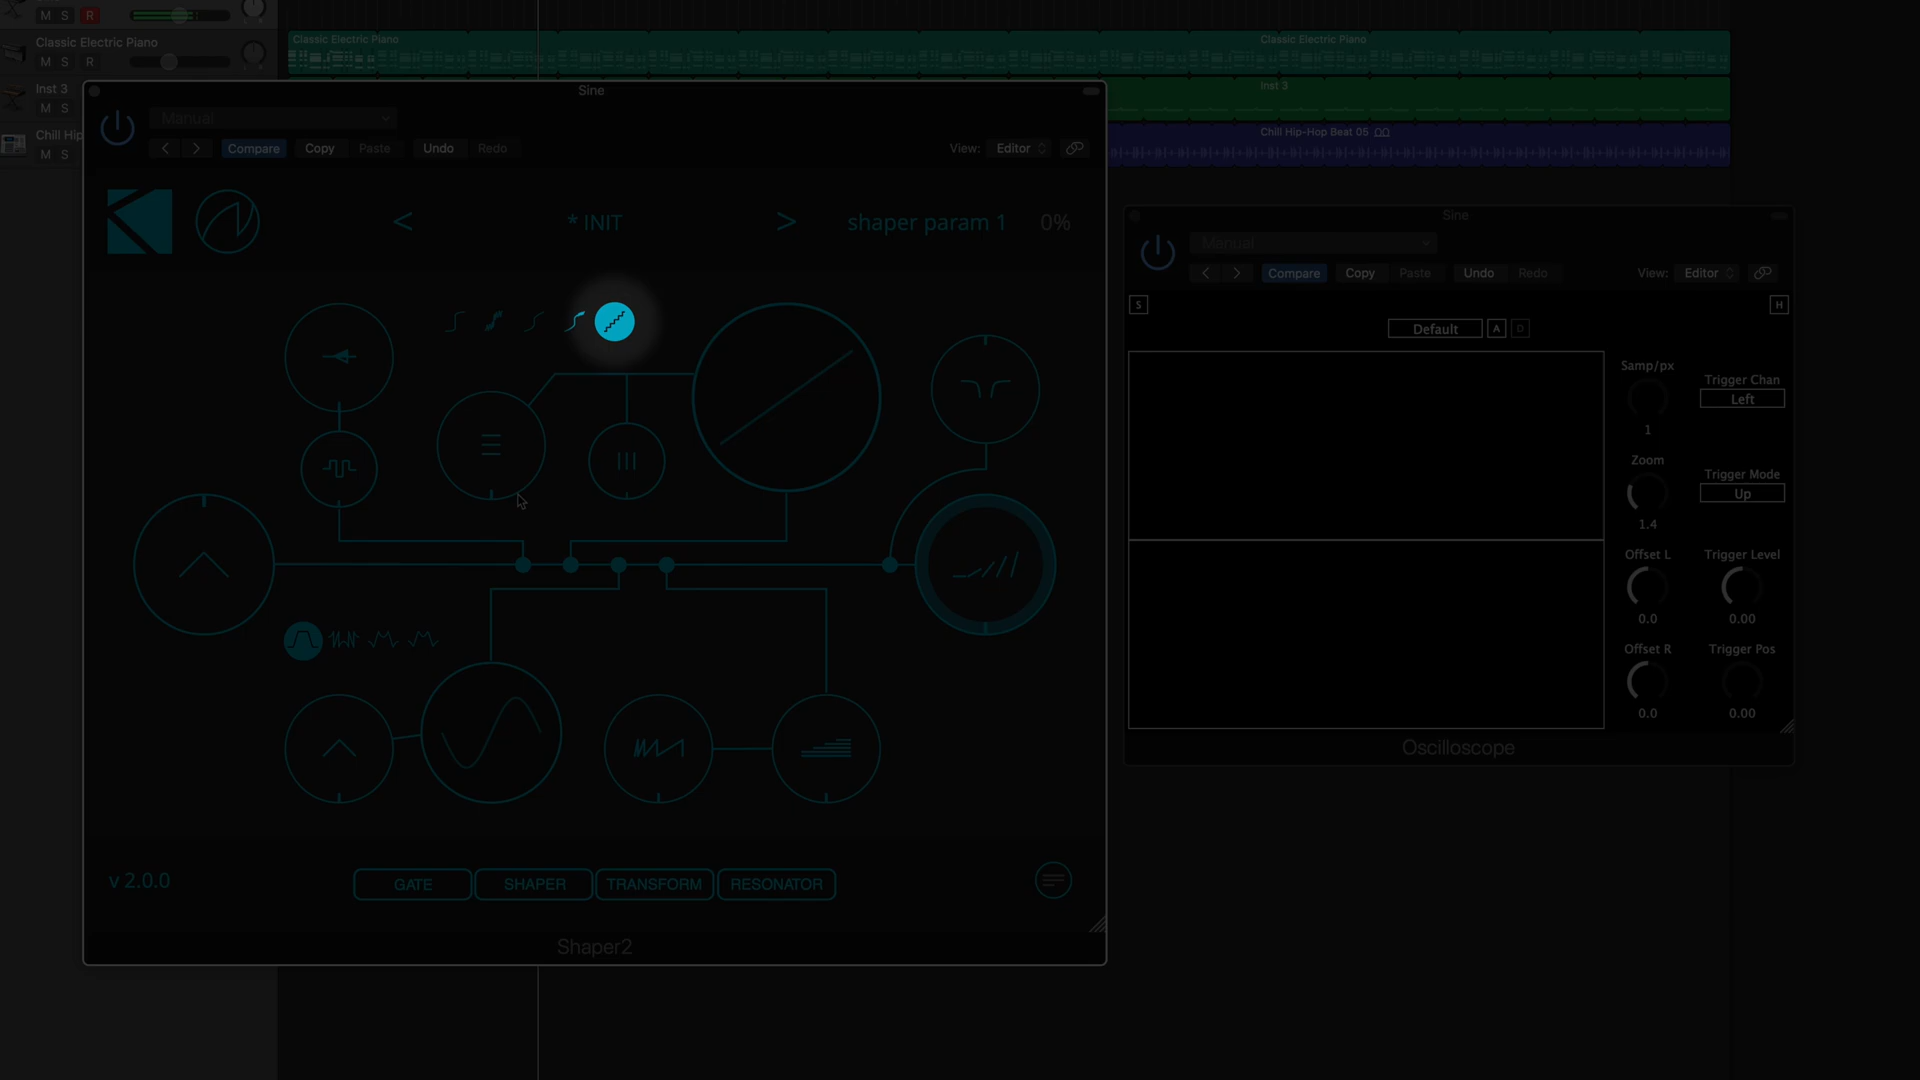 M S R
Classic Electric Piano
M S R
Inst 3
M S
Chill Hip
M S
Classic Electric Piano
Classic Electric Piano
Inst 3
Chill Hip-Hop Beat 05
Sine
Manual
Compare Copy Paste Undo Redo
View: Editor
* INIT
shaper param 1 0%
v 2.0.0
GATE SHAPER TRANSFORM RESONATOR
Shaper2
Sine
Manual
Compare Copy Paste Undo Redo
View: Editor
S
H
Default A D
Samp/px
1
Trigger Chan
Left
Zoom
1.4
Trigger Mode
Up
Offset L
0.0
Trigger Level
0.00
Offset R
0.0
Trigger Pos
0.00
Oscilloscope